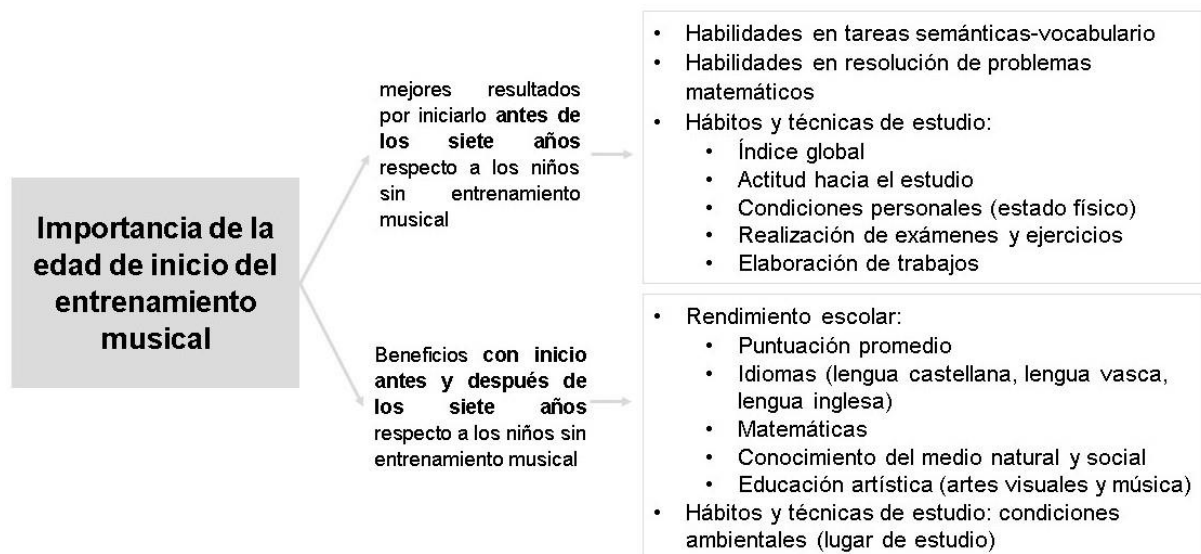 Importancia de la
edad de inicio del
entrenamiento
musical
mejores resultados
por iniciarlo antes de
los siete años
respecto a los niños
sin entrenamiento
musical
• Habilidades en tareas semánticas-vocabulario
• Habilidades en resolución de problemas
matemáticos
• Hábitos y técnicas de estudio:
• Índice global
• Actitud hacia el estudio
• Condiciones personales (estado físico)
• Realización de exámenes y ejercicios
• Elaboración de trabajos
Beneficios con inicio
antes y después de
los siete años
respecto a los niños sin
entrenamiento musical
• Rendimiento escolar:
• Puntuación promedio
• Idiomas (lengua castellana, lengua vasca,
lengua inglesa)
• Matemáticas
• Conocimiento del medio natural y social
• Educación artística (artes visuales y música)
• Hábitos y técnicas de estudio: condiciones
ambientales (lugar de estudio)